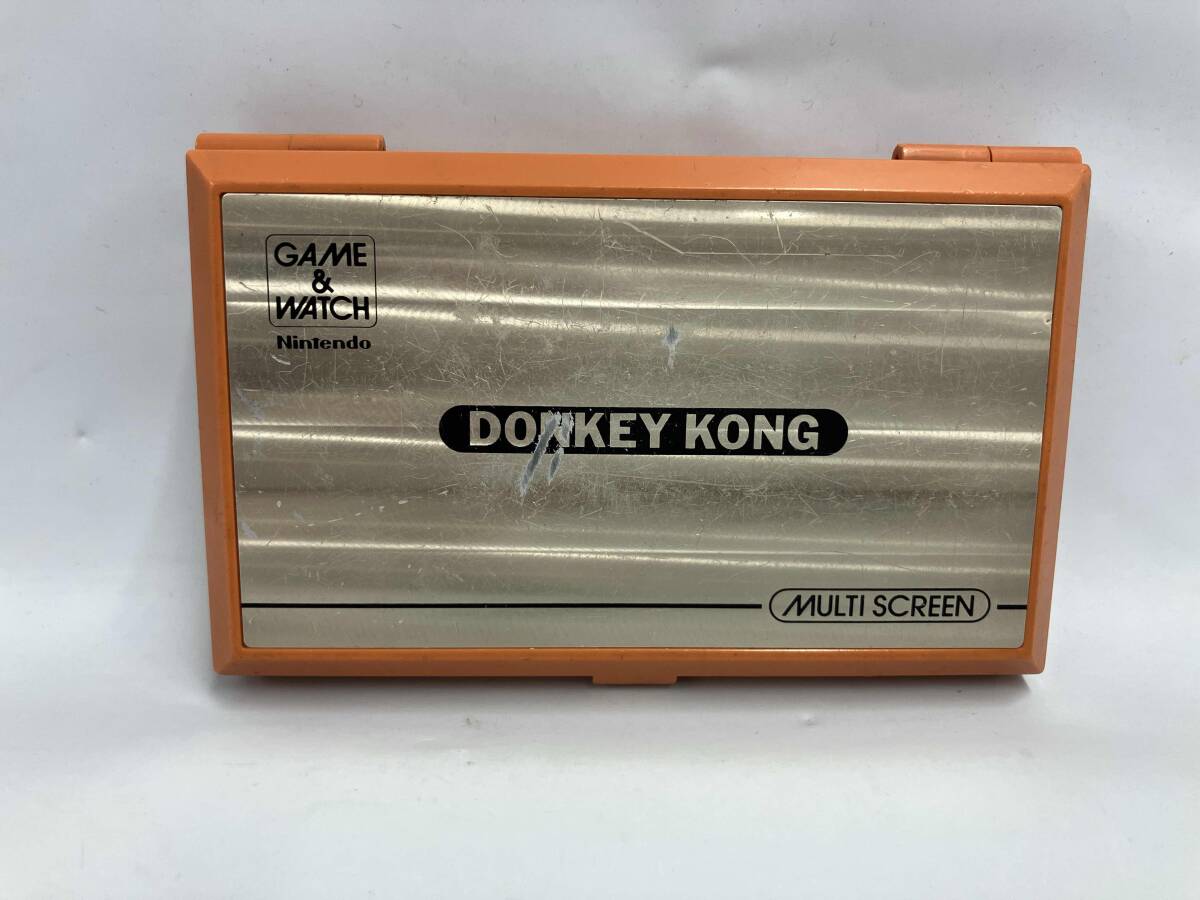 GAME
&
WATCH
Nintendo
DONKEY KONG
MULTI SCREEN